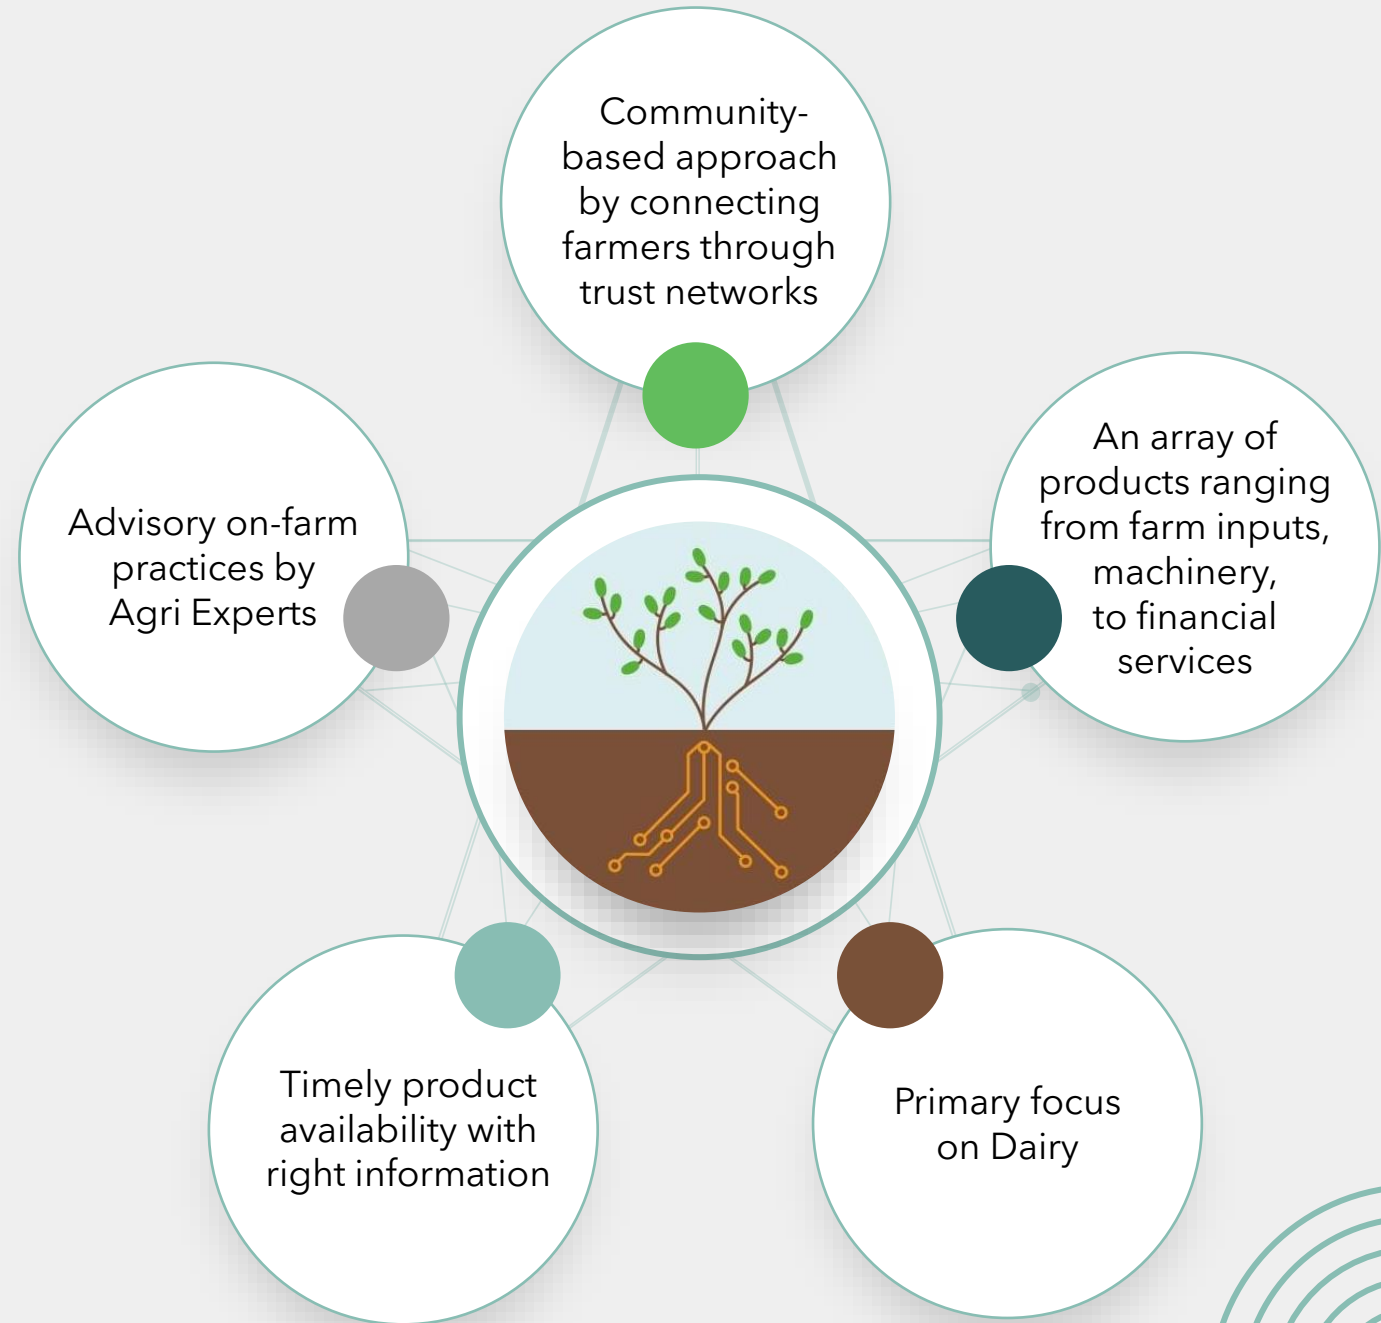 Community-
based approach
by connecting
farmers through
trust networks
An array of
products ranging
from farm inputs,
machinery,
to financial
services
Advisory on-farm
practices by
Agri Experts
Timely product
availability with
right information
Primary focus
on Dairy